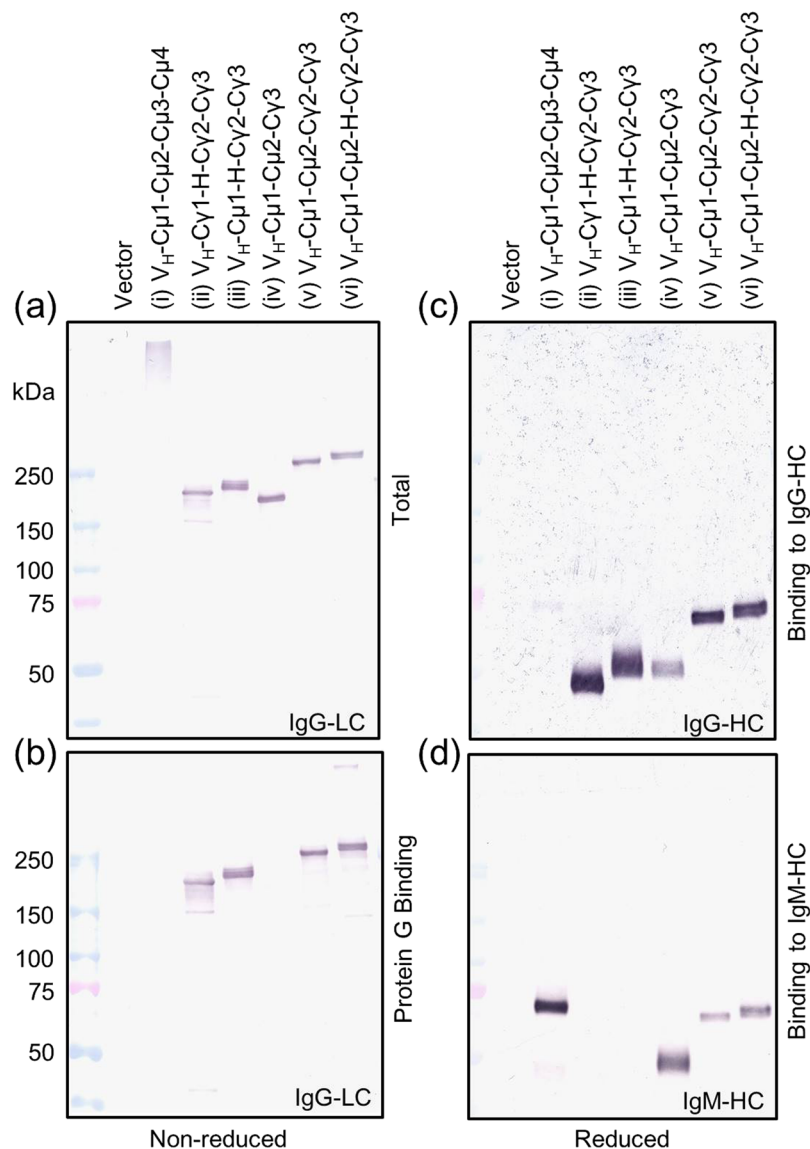 Vector
(i) VH-Cμ1-Cμ2-Cμ3-Cμ4
(ii) VH-Cγ1-H-Cγ2-Cγ3
(iii) VH-Cμ1-H-Cγ2-Cγ3
(iv) VH-Cμ1-Cμ2-Cγ3
(v) VH-Cμ1-Cμ2-Cγ2-Cγ3
(vi) VH-Cμ1-Cμ2-H-Cγ2-Cγ3
(a)
kDa
250
150
100
75
50
IgG-LC
Total
(b)
250
150
100
75
50
IgG-LC
Protein G Binding
Non-reduced
Vector
(i) VH-Cμ1-Cμ2-Cμ3-Cμ4
(ii) VH-Cγ1-H-Cγ2-Cγ3
(iii) VH-Cμ1-H-Cγ2-Cγ3
(iv) VH-Cμ1-Cμ2-Cγ3
(v) VH-Cμ1-Cμ2-Cγ2-Cγ3
(vi) VH-Cμ1-Cμ2-H-Cγ2-Cγ3
(c)
IgG-HC
Binding to IgG-HC
(d)
IgM-HC
Binding to IgM-HC
Reduced